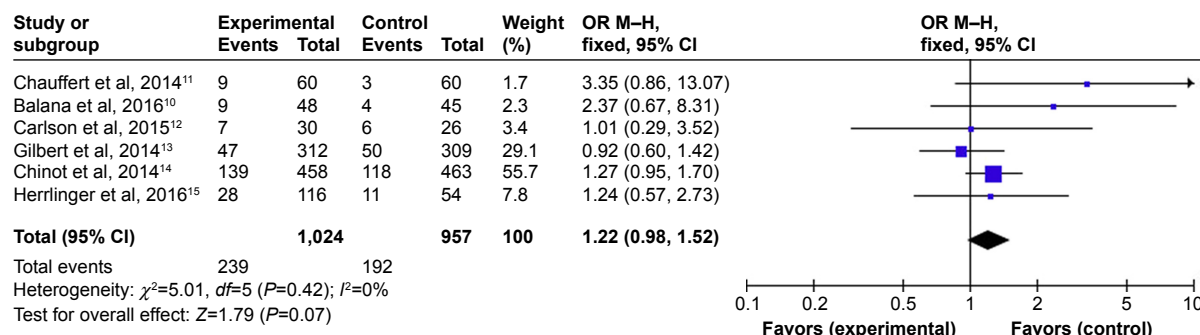 Study or subgroup Experimental Events Total Control Events Total Weight (%) OR M–H, fixed, 95% CI OR M–H, fixed, 95% CI
Chauffert et al, 2014¹¹ 9 60 3 60 1.7 3.35 (0.86, 13.07)
Balana et al, 2016¹⁰ 9 48 4 45 2.3 2.37 (0.67, 8.31)
Carlson et al, 2015¹² 7 30 6 26 3.4 1.01 (0.29, 3.52)
Gilbert et al, 2014¹³ 47 312 50 309 29.1 0.92 (0.60, 1.42)
Chinot et al, 2014¹⁴ 139 458 118 463 55.7 1.27 (0.95, 1.70)
Herrlinger et al, 2016¹⁵ 28 116 11 54 7.8 1.24 (0.57, 2.73)
Total (95% CI) 1,024 957 100 1.22 (0.98, 1.52)
Total events 239 192
Heterogeneity: χ²=5.01, df=5 (P=0.42); I²=0%
Test for overall effect: Z=1.79 (P=0.07)
0.1 0.2 0.5 1 2 5 10
Favors (experimental) Favors (control)